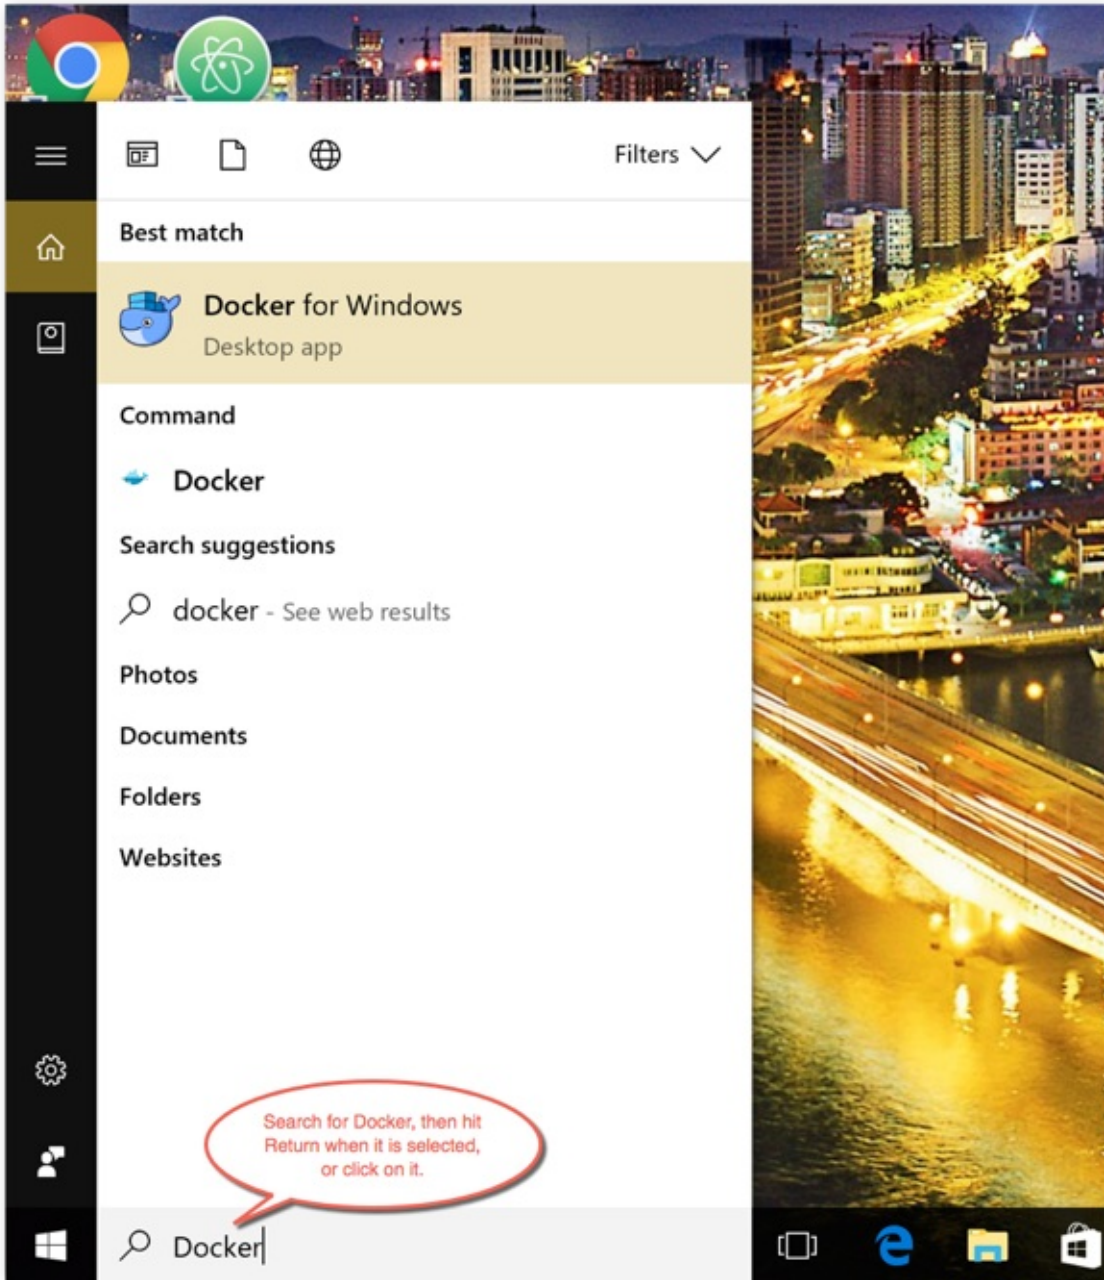 Filters
Best match
Docker for Windows
Desktop app
Command
Docker
Search suggestions
docker - See web results
Photos
Documents
Folders
Websites
Search for Docker, then hit
Return when it is selected,
or click on it.
Docker